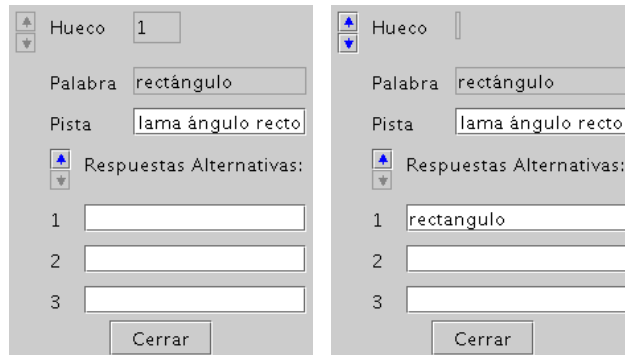 Hueco 1
Palabra rectángulo
Pista lama ángulo recto
Respuestas Alternativas:
1
2
3
Cerrar
Hueco
Palabra rectángulo
Pista lama ángulo recto
Respuestas Alternativas:
1 rectangulo
2
3
Cerrar